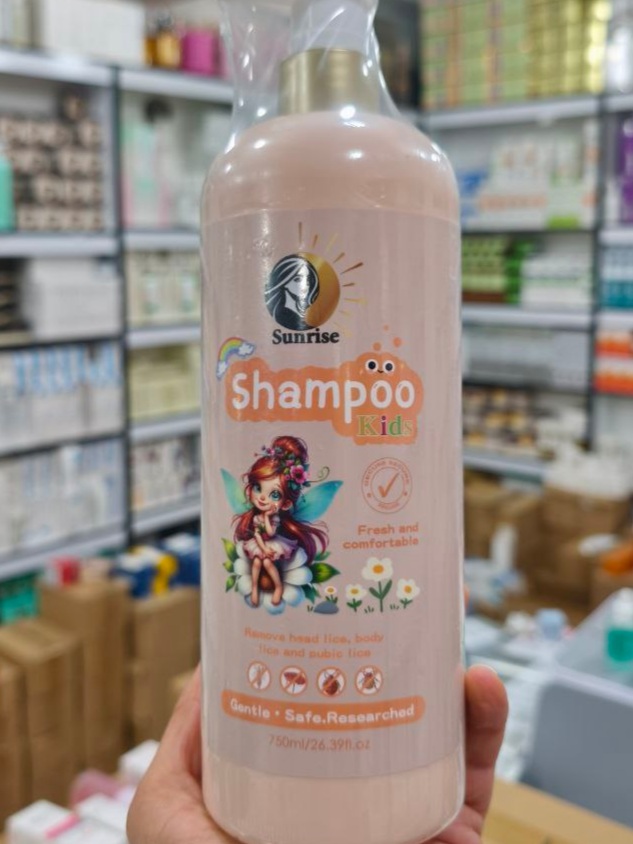 Sunrise
Shampoo
Kids
Fresh and
comfortable
Remove head lice, body
lice and pubic lice
Gentle • Safe.Researched
750ml/26.39fl.oz